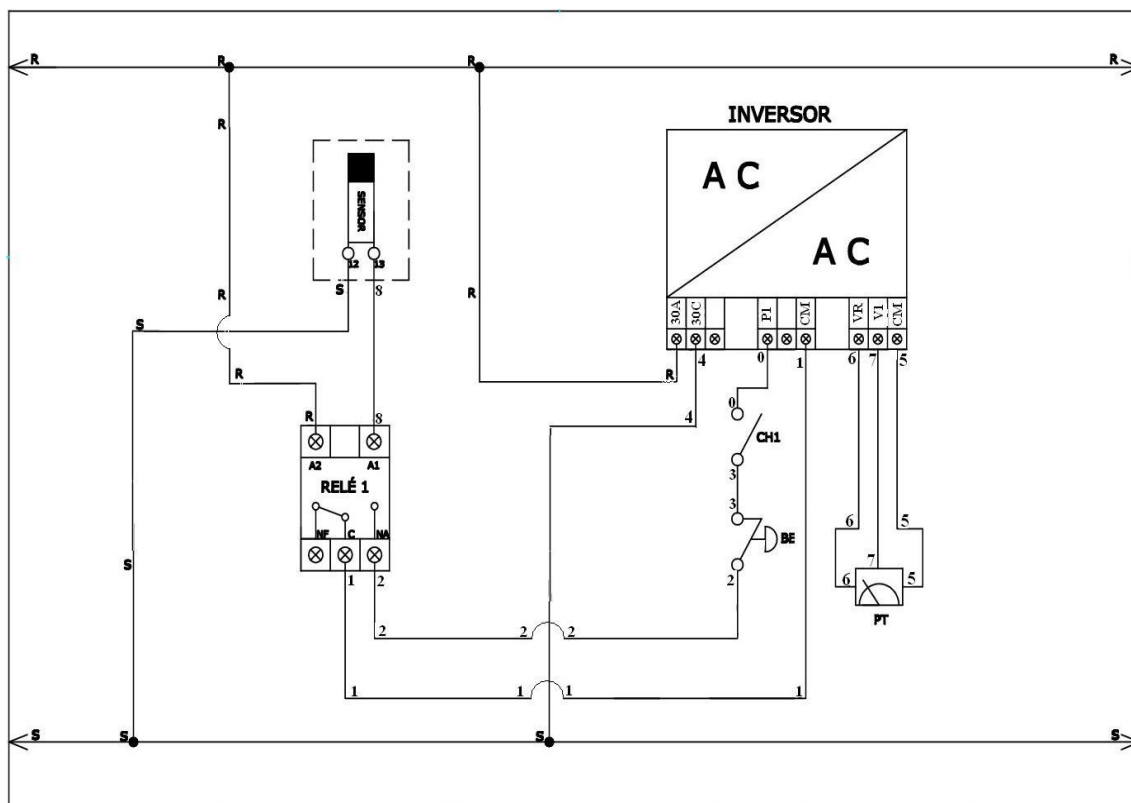 R R R R
R
INVERSOR
A C
A C
SENSOR
12 13
S 8
R R
S
30A 30C P1 CM VR V1 CM
4 0 1 6 7 5
R R
4
0
R 8
CH1
A2 A1
RELÉ 1
3
3
NF C NA
BE
6 5
1 2
2
7
6 5
S
PT
2 2 2
1 1 1 1
S S S S